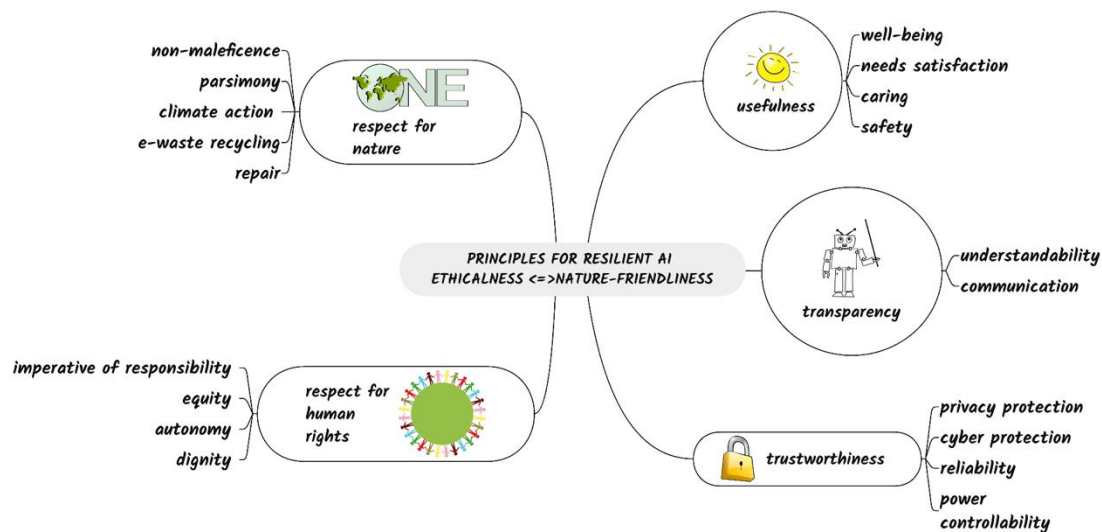 non-maleficence
parsimony
climate action
e-waste recycling
repair
ONE
respect for
nature
well-being
needs satisfaction
caring
safety
usefulness
PRINCIPLES FOR RESILIENT AI
ETHICALNESS <=>NATURE-FRIENDLINESS
understandability
communication
transparency
imperative of responsibility
equity
autonomy
dignity
respect for
human
rights
trustworthiness
privacy protection
cyber protection
reliability
power
controllability